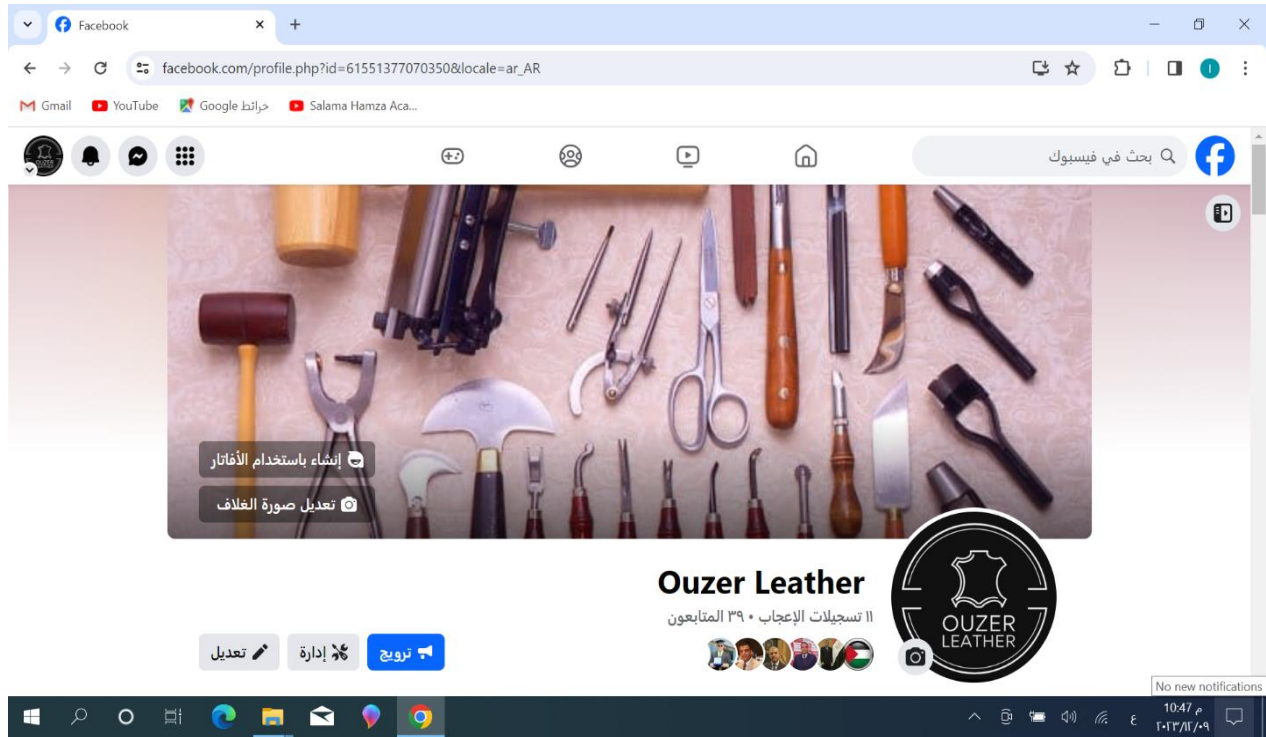 Facebook
facebook.com/profile.php?id=61551377070350&locale=ar_AR
Gmail
YouTube
خرائط Google
Salama Hamza Aca...
بحث في فيسبوك
إنشاء باستخدام الأفاتار
تعديل صورة الغلاف
OUZER
LEATHER
Ouzer Leather
١١ تسجيلات الإعجاب • ٣٩ المتابعون
ترويج
إدارة
تعديل
No new notifications
ع
10:47 م
٢٠٢٣/١٢/٠٩